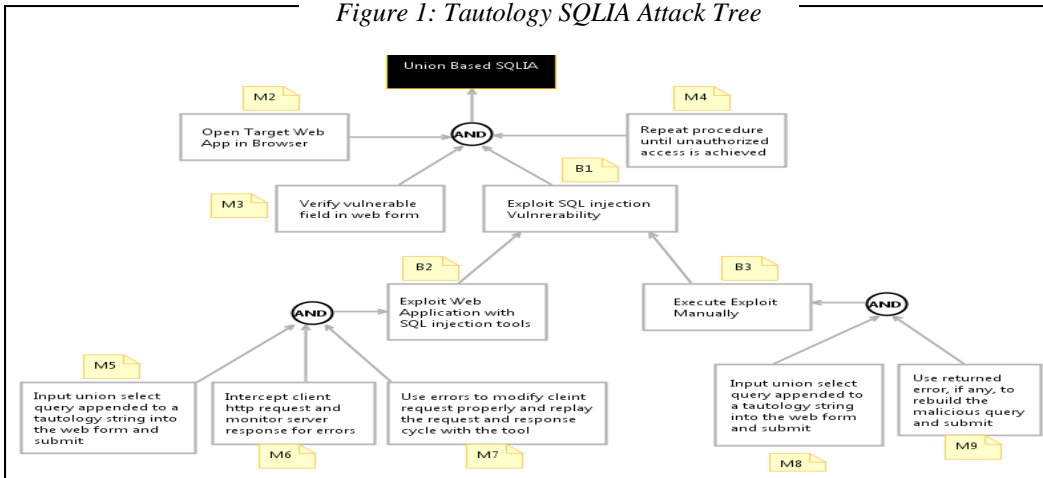 Figure 1: Tautology SQLIA Attack Tree
Union Based SQLIA
M2
M4
Open Target Web
App in Browser
AND
Repeat procedure
until unauthorized
access is achieved
B1
M3
Verify vulnerable
field in web form
Exploit SQL injection
Vulnrerability
B2
B3
Exploit Web
Application with
SQL injection tools
Execute Exploit
Manually
AND
AND
M5
Input union select
query appended to a
tautology string into
the web form and
submit
Intercept client
http request and
monitor server
response for errors
Use errors to modify cleint
request properly and replay
the request and response
cycle with the tool
Input union select
query appended to
a tautology string
into the web form
and submit
Use returned
error, if any, to
rebuild the
malicious query
and submit
M6
M7
M8
M9